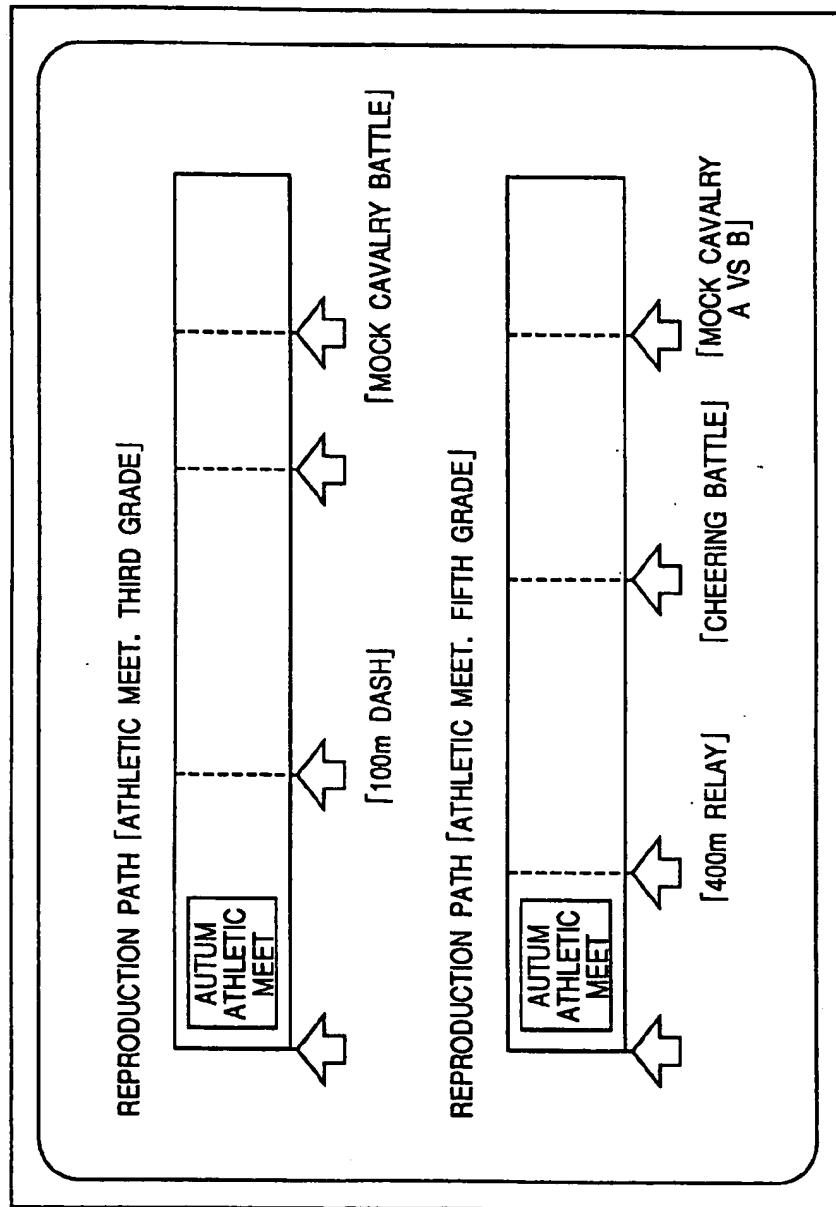 REPRODUCTION PATH ⌈ATHLETIC MEET. THIRD GRADE⌋
AUTUM
ATHLETIC
MEET
⌈100m DASH⌋
⌈MOCK CAVALRY BATTLE⌋
REPRODUCTION PATH ⌈ATHLETIC MEET. FIFTH GRADE⌋
AUTUM
ATHLETIC
MEET
⌈400m RELAY⌋
⌈CHEERING BATTLE⌋
⌈MOCK CAVALRY
A VS B⌋